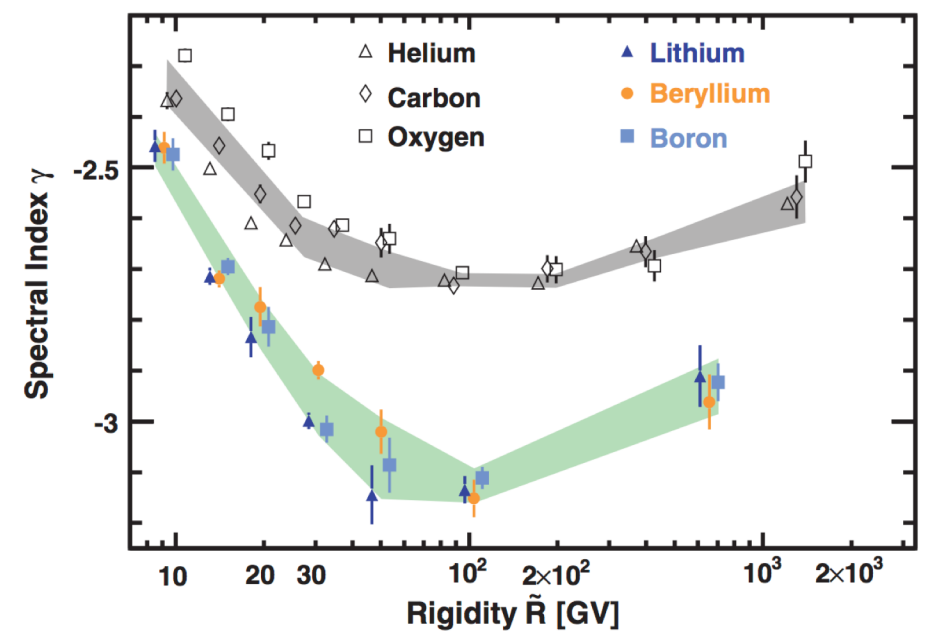 Helium
Carbon
Oxygen
Lithium
Beryllium
Boron
Spectral Index γ
-2.5
-3
10
20
30
10²
2×10²
10³
2×10³
Rigidity R̃ [GV]